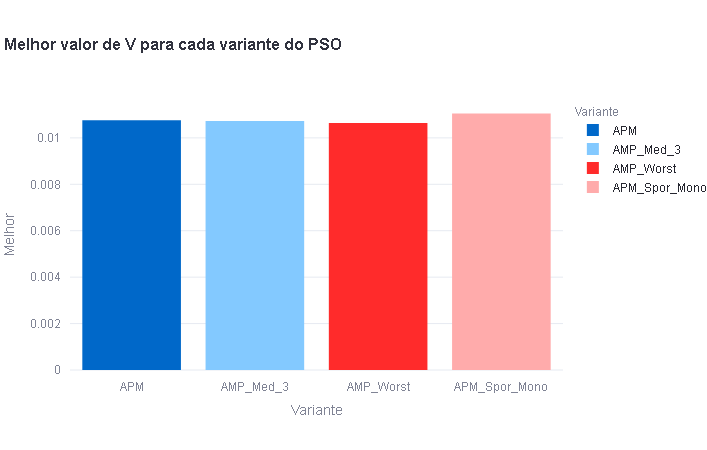 Melhor valor de V para cada variante do PSO
Melhor
0.01
0.008
0.006
0.004
0.002
0
APM
AMP_Med_3
AMP_Worst
APM_Spor_Mono
Variante
Variante
APM
AMP_Med_3
AMP_Worst
APM_Spor_Mono